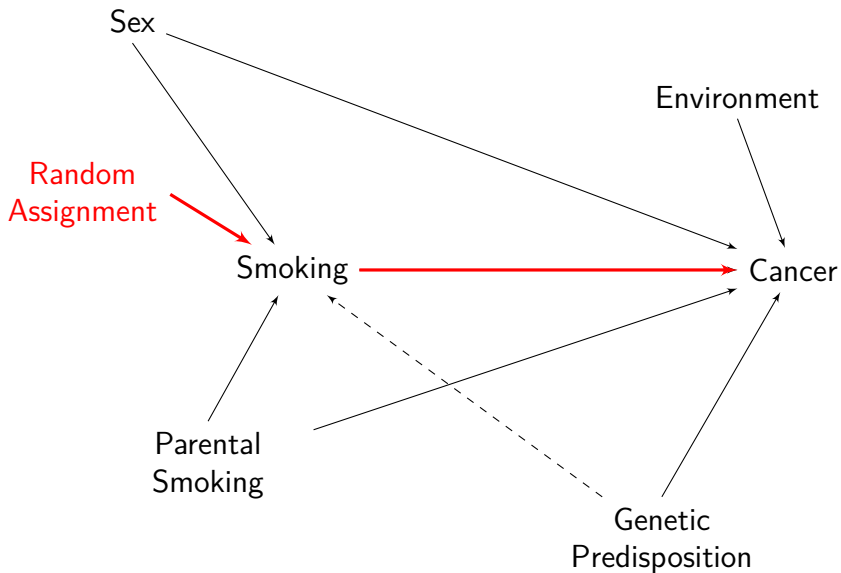 Sex
Environment
Random
Assignment
Smoking
Cancer
Parental
Smoking
Genetic
Predisposition